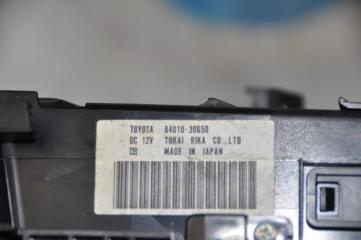 TOYOTA 84010-30650
DC 12V TOKAI RIKA CO.,LTD
MADE IN JAPAN